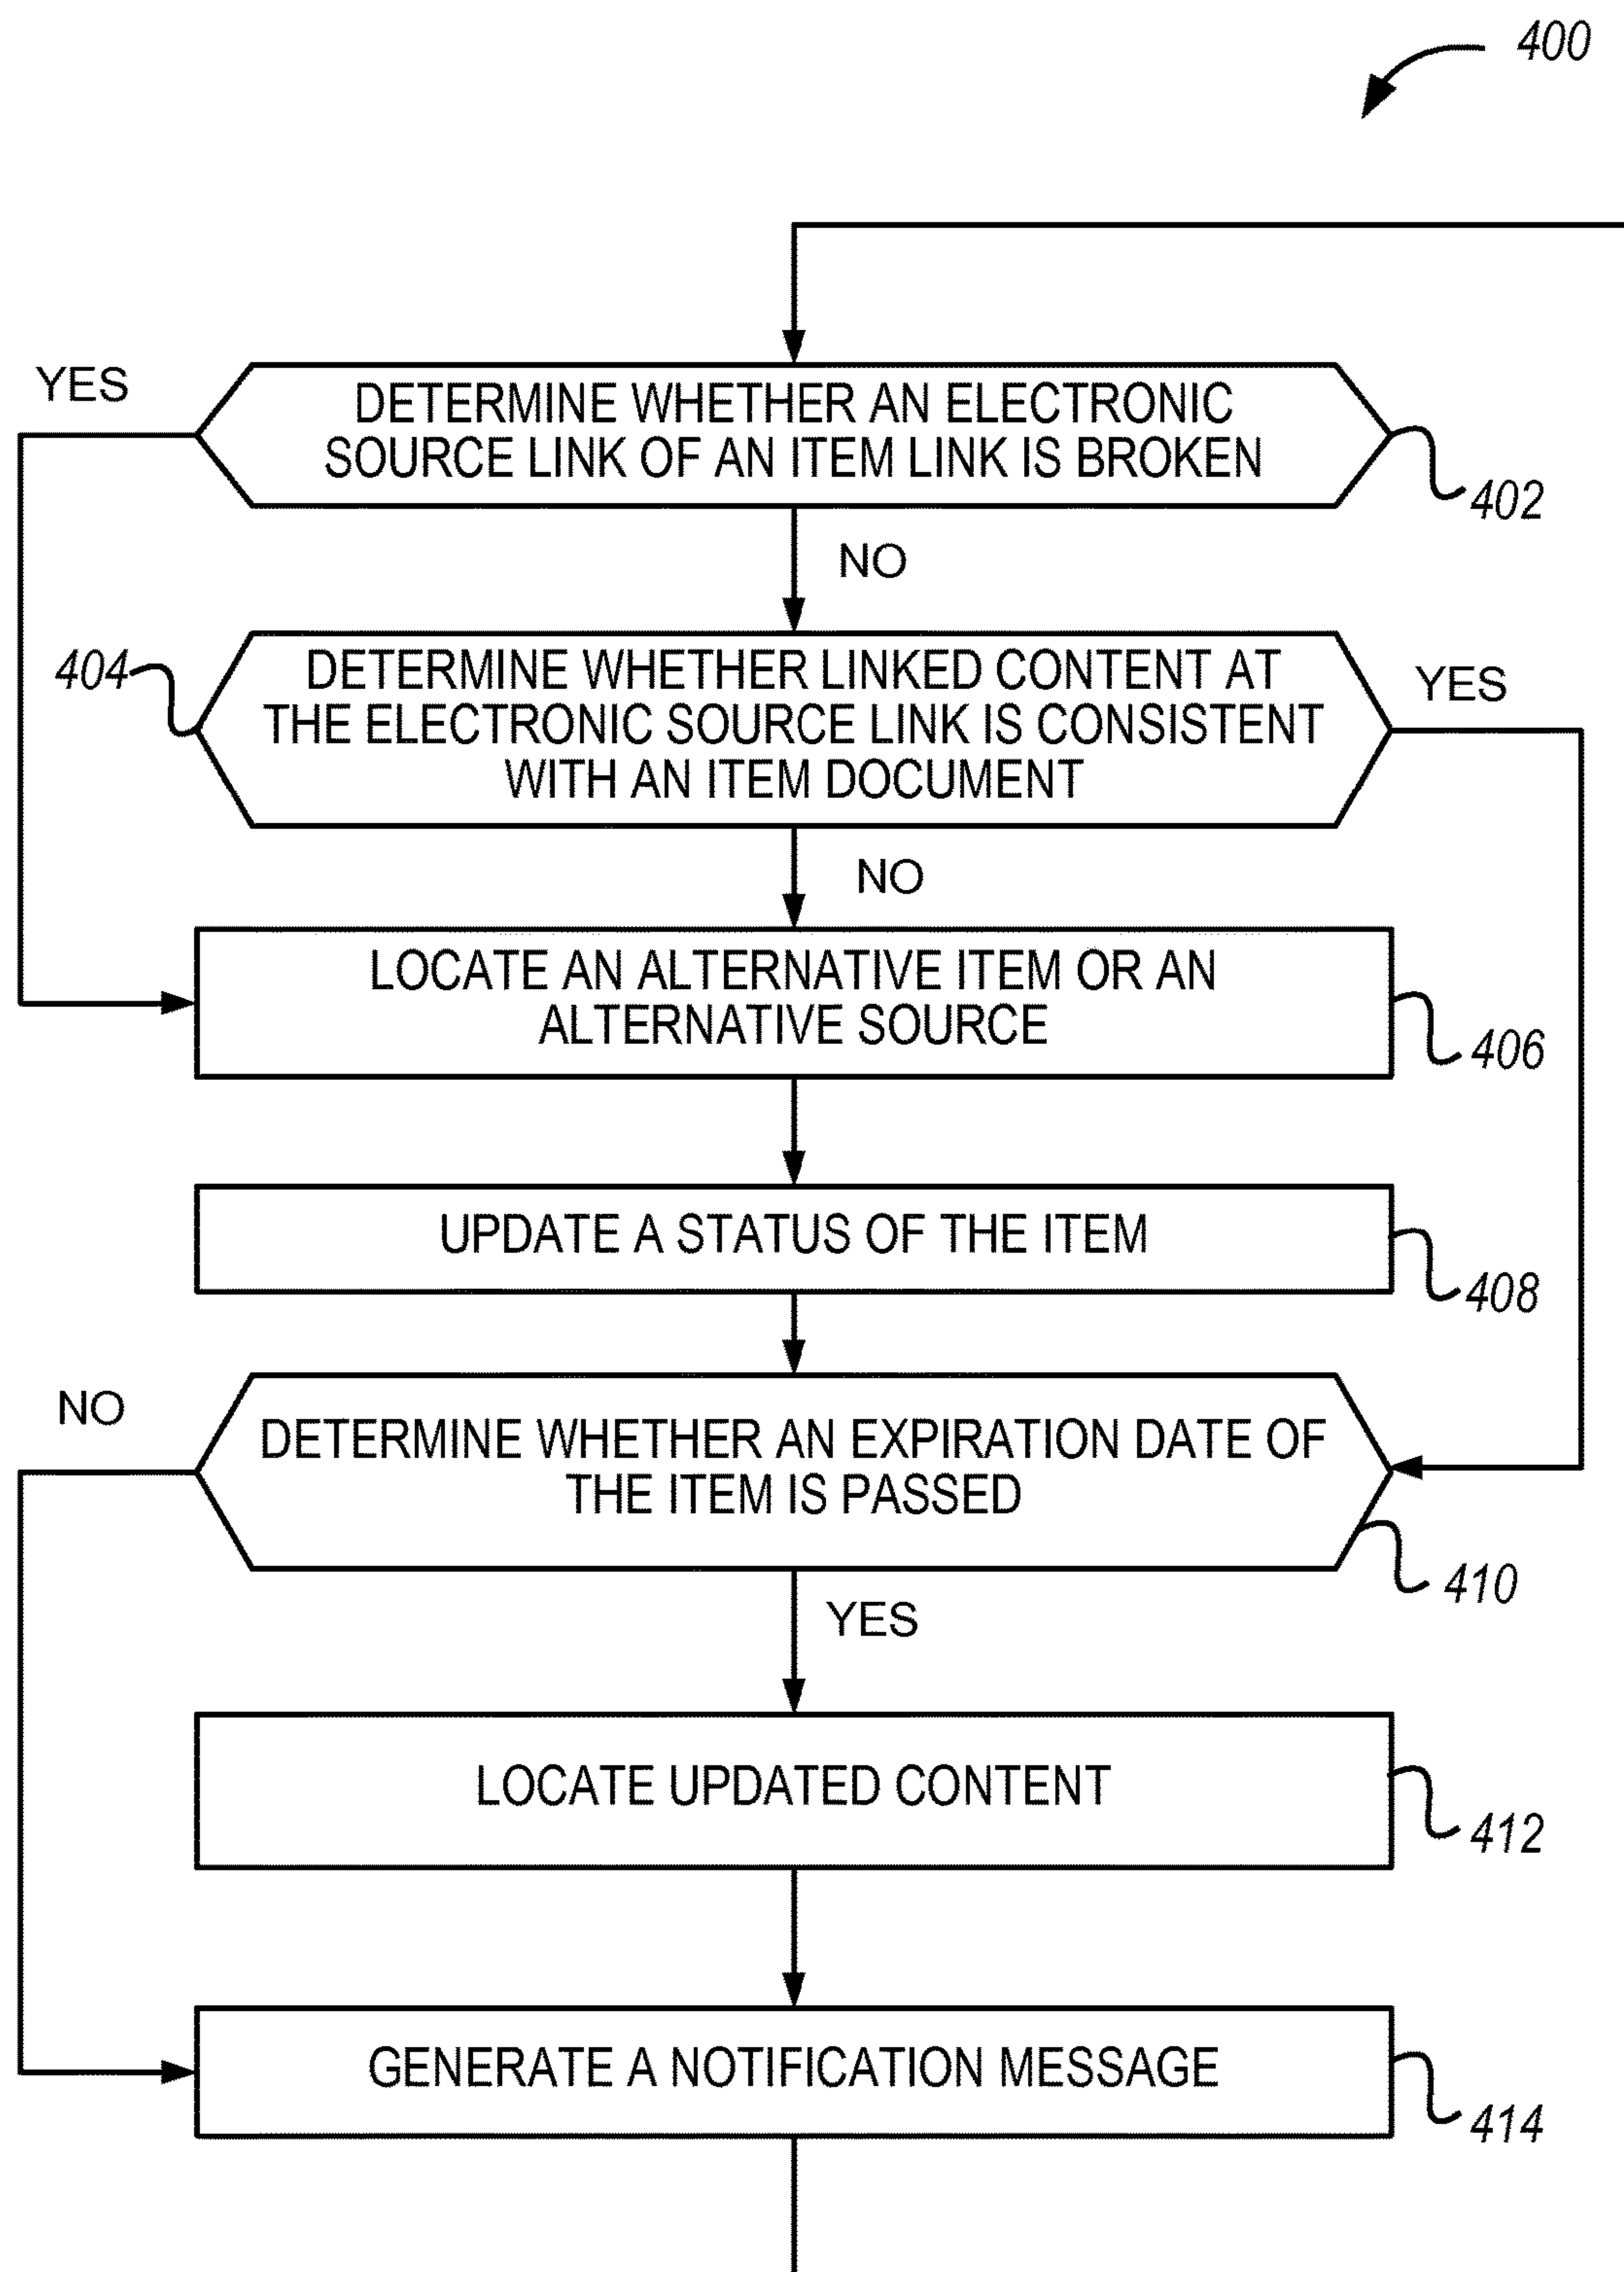 400
YES
DETERMINE WHETHER AN ELECTRONIC
SOURCE LINK OF AN ITEM LINK IS BROKEN
402
NO
404
DETERMINE WHETHER LINKED CONTENT AT
THE ELECTRONIC SOURCE LINK IS CONSISTENT
WITH AN ITEM DOCUMENT
YES
NO
LOCATE AN ALTERNATIVE ITEM OR AN
ALTERNATIVE SOURCE
406
UPDATE A STATUS OF THE ITEM
408
NO
DETERMINE WHETHER AN EXPIRATION DATE OF
THE ITEM IS PASSED
410
YES
LOCATE UPDATED CONTENT
412
GENERATE A NOTIFICATION MESSAGE
414